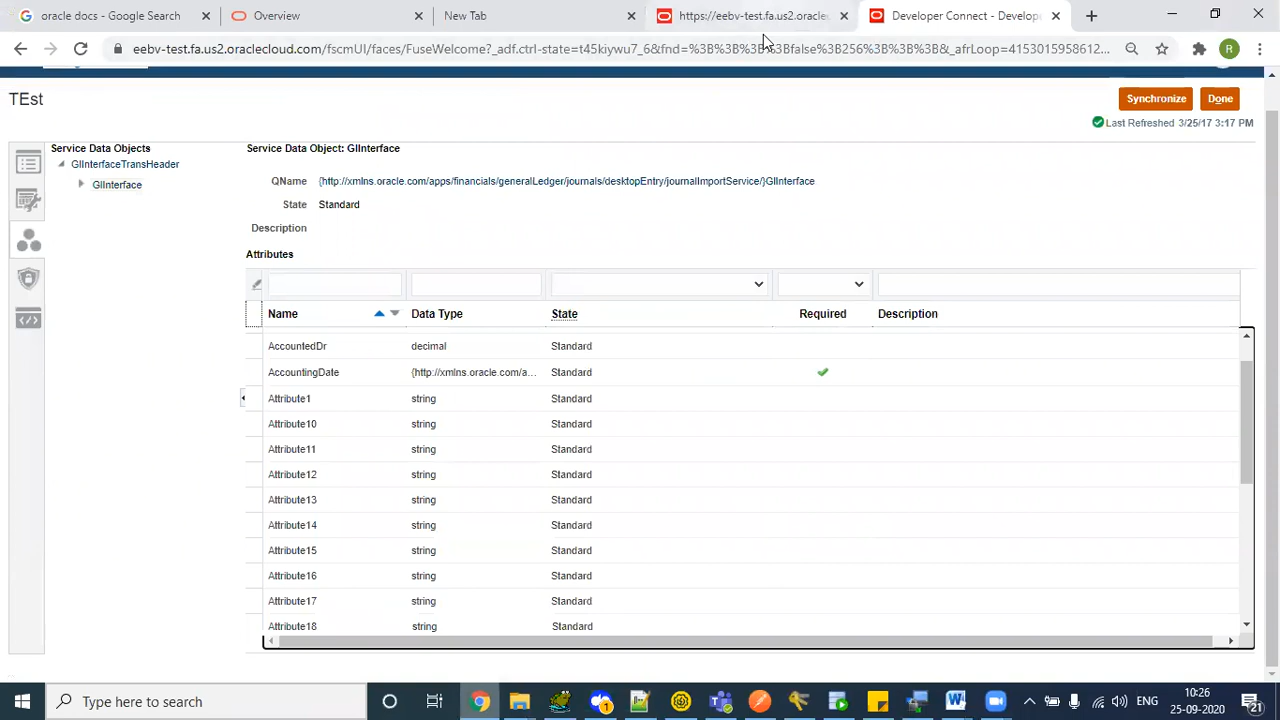 oracle docs - Google Search
Overview
New Tab
https://eebv-test.fa.us2.oraclec
Developer Connect - Develop
eebv-test.fa.us2.oraclecloud.com/fscmUI/faces/FuseWelcome?_adf.ctrl-state=t45kiywu7_6&fnd=%3B%3B%3B%3Bfalse%3B256%3B%3B%3B&_afrLoop=41530159586​12...
R
TEst
Synchronize
Done
Last Refreshed 3/25/17 3:17 PM
Service Data Objects
GlInterfaceTransHeader
GlInterface
Service Data Object: GlInterface
QName {http://xmlns.oracle.com/apps/financials/generalLedger/journals/desktopEntry/journalImportService/}GlInterface
State Standard
Description
Attributes
Name Data Type State Required Description
AccountedDr decimal Standard
AccountingDate {http://xmlns.oracle.com/a... Standard
Attribute1 string Standard
Attribute10 string Standard
Attribute11 string Standard
Attribute12 string Standard
Attribute13 string Standard
Attribute14 string Standard
Attribute15 string Standard
Attribute16 string Standard
Attribute17 string Standard
Attribute18 string Standard
Type here to search
1
ENG
10:26
25-09-2020
21